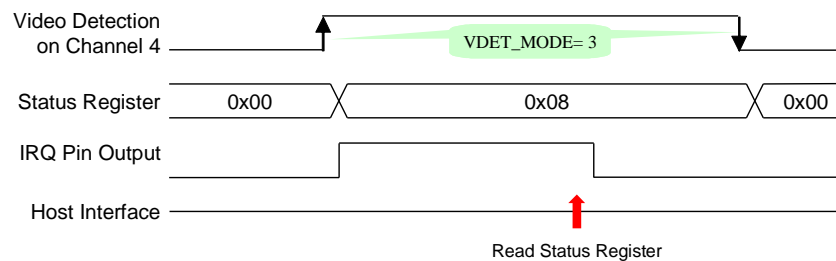 Video Detection
on Channel 4
VDET_MODE= 3
Status Register
0x00
0x08
0x00
IRQ Pin Output
Host Interface
Read Status Register